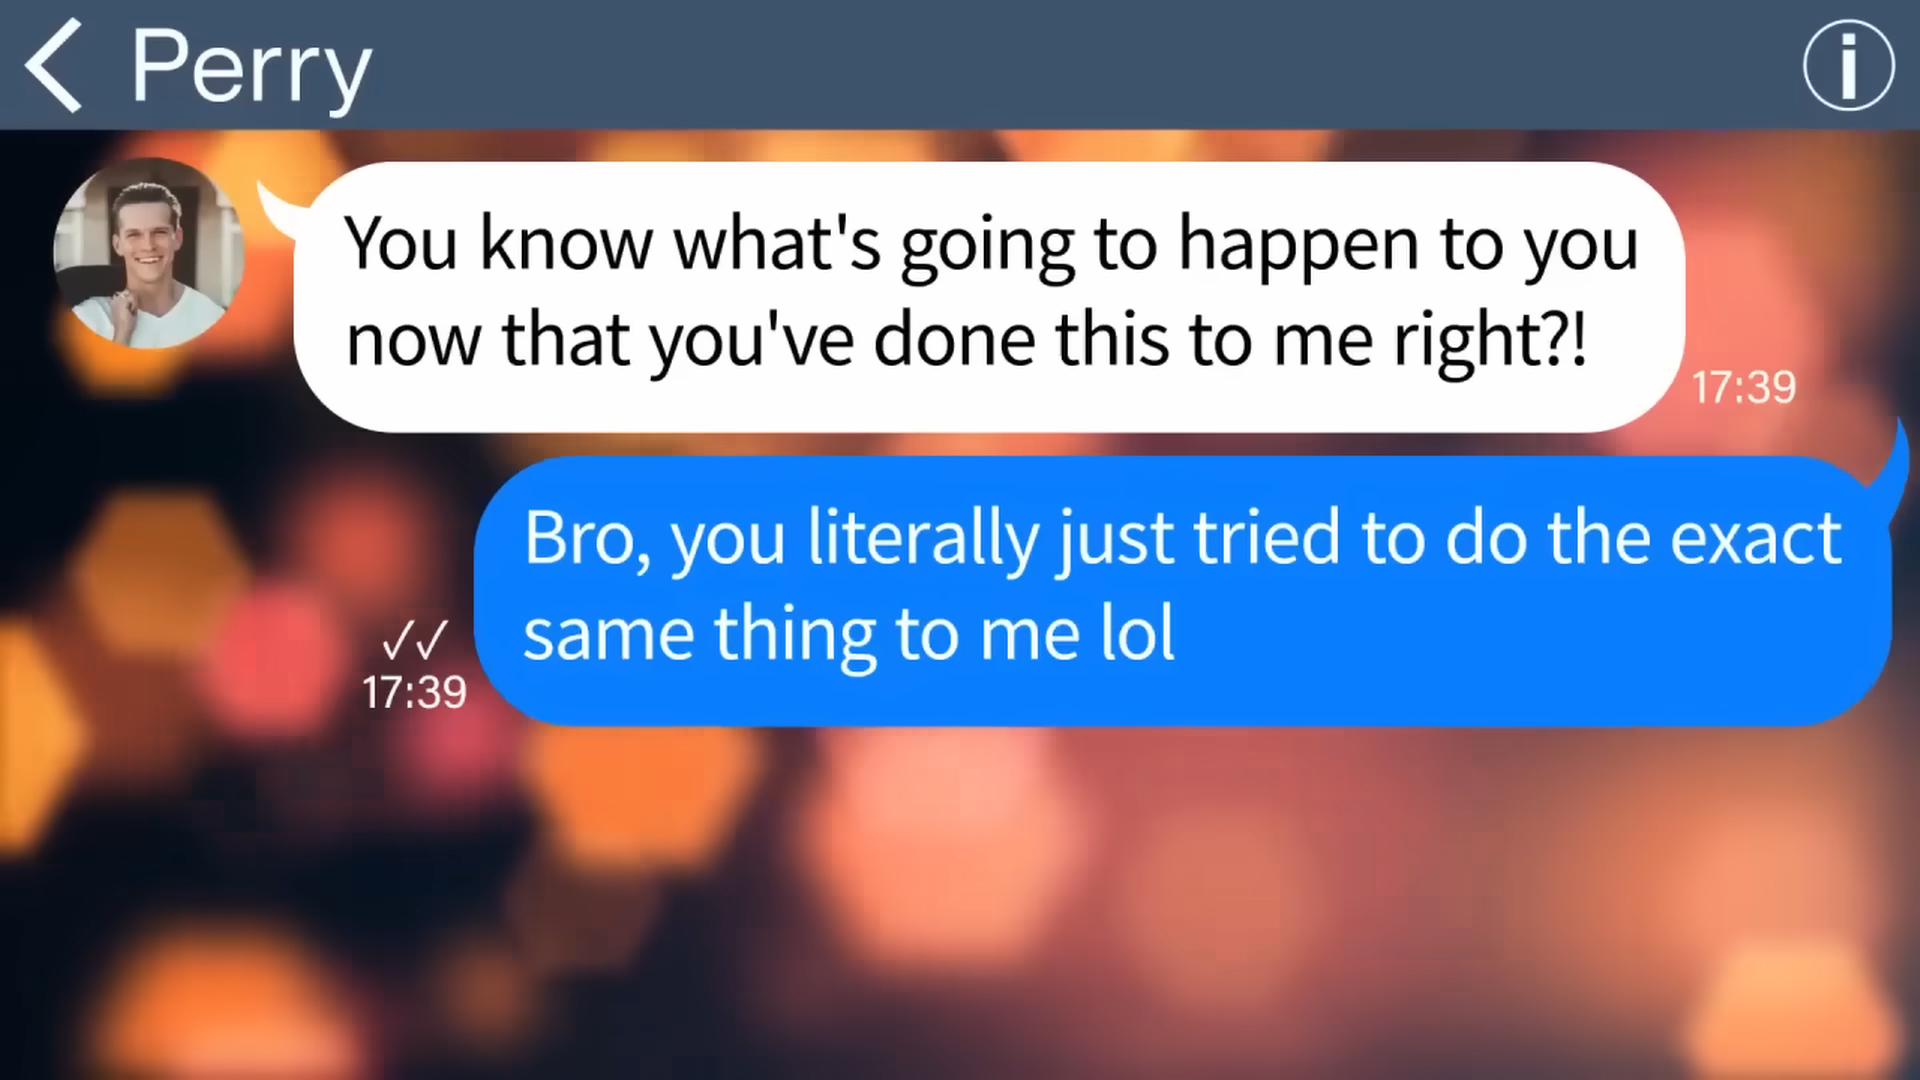 Perry
You know what's going to happen to you
now that you've done this to me right?!
17:39
Bro, you literally just tried to do the exact
same thing to me lol
17:39